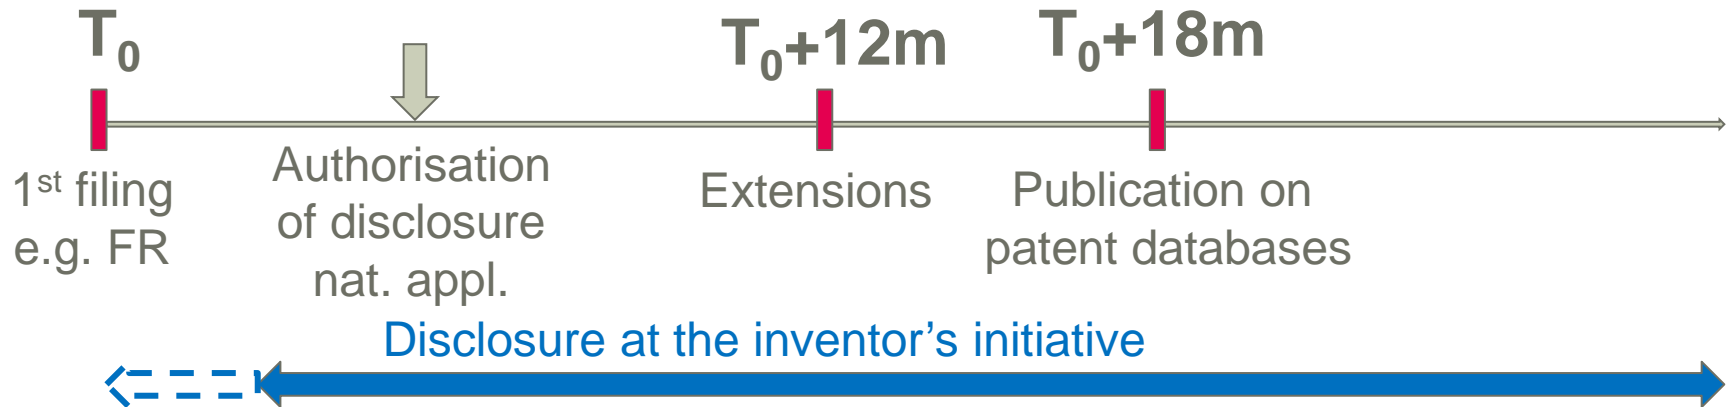 T₀
T₀+12m
T₀+18m
1st filing
e.g. FR
Authorisation
of disclosure
nat. appl.
Extensions
Publication on
patent databases
Disclosure at the inventor’s initiative